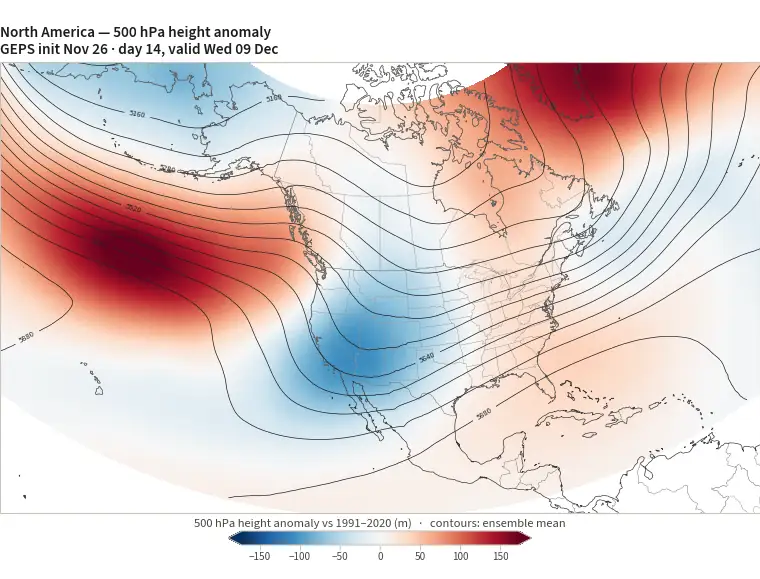 North America — 500 hPa height anomaly
GEPS init Nov 26 · day 14, valid Wed 09 Dec
5160
5520
5640
5880
5880
500 hPa height anomaly vs 1991–2020 (m) · contours: ensemble mean
−150 −100 −50 0 50 100 150